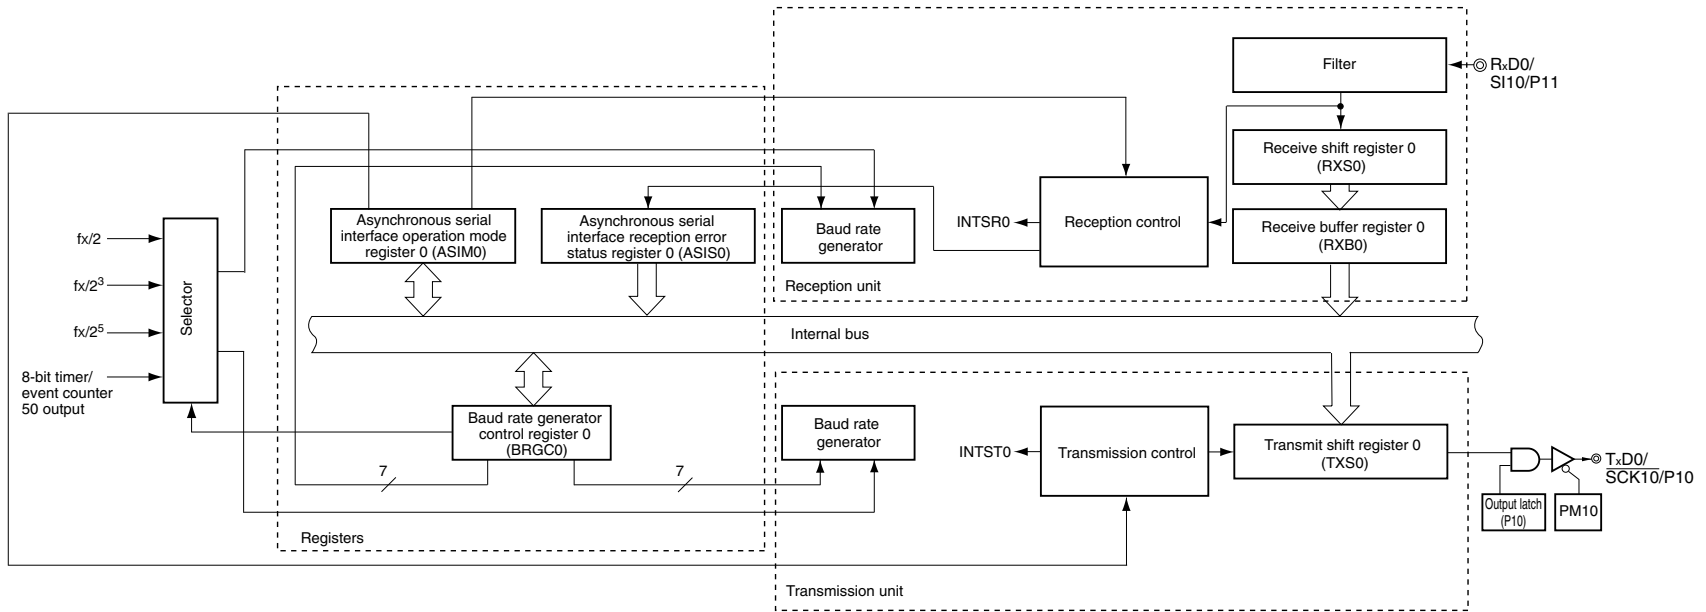 Filter
RxD0/
SI10/P11
Receive shift register 0
(RXS0)
Asynchronous serial
interface operation mode
register 0 (ASIM0)
Asynchronous serial
interface reception error
status register 0 (ASIS0)
Baud rate
generator
INTSR0
Reception control
Receive buffer register 0
(RXB0)
Reception unit
fx/2
fx/2³
fx/2⁵
8-bit timer/
event counter
50 output
Selector
Internal bus
Baud rate generator
control register 0
(BRGC0)
7
7
Registers
Baud rate
generator
INTST0
Transmission control
Transmit shift register 0
(TXS0)
TxD0/
SCK10/P10
Output latch
(P10)
PM10
Transmission unit